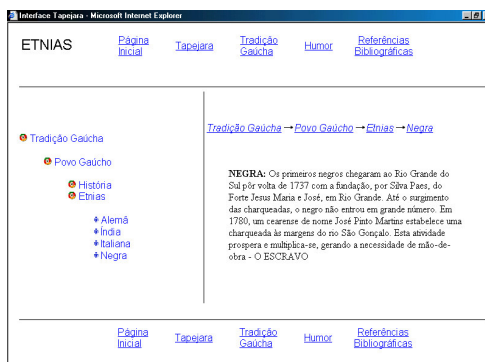 Interface Tapejara - Microsoft Internet Explorer
ETNIAS
Página
Inicial
Tapejara
Tradição
Gaúcha
Humor
Referências
Bibliográficas
Tradição Gaúcha
Povo Gaúcho
História
Etnias
Alemã
Índia
Italiana
Negra
Tradição Gaúcha → Povo Gaúcho → Etnias → Negra
NEGRA: Os primeiros negros chegaram ao Rio Grande do
Sul pôr volta de 1737 com a fundação, por Silva Paes, do
Forte Jesus Maria e José, em Rio Grande. Até o surgimento
das charqueadas, o negro não entrou em grande número. Em
1780, um cearense de nome José Pinto Martins estabelece uma
charqueada às margens do rio São Gonçalo. Esta atividade
prospera e multiplica-se, gerando a necessidade de mão-de-
obra - O ESCRAVO
Página
Inicial
Tapejara
Tradição
Gaúcha
Humor
Referências
Bibliográficas